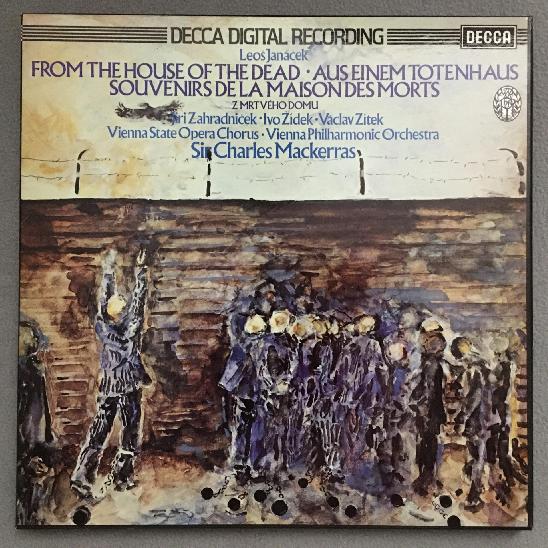 DECCA DIGITAL RECORDING
DECCA
Leoš Janáček
FROM THE HOUSE OF THE DEAD · AUS EINEM TOTENHAUS
SOUVENIRS DE LA MAISON DES MORTS
Z MRTVÉHO DOMU
Jiři Zahradníček · Ivo Žídek · Václav Zítek
Vienna State Opera Chorus · Vienna Philharmonic Orchestra
Sir Charles Mackerras